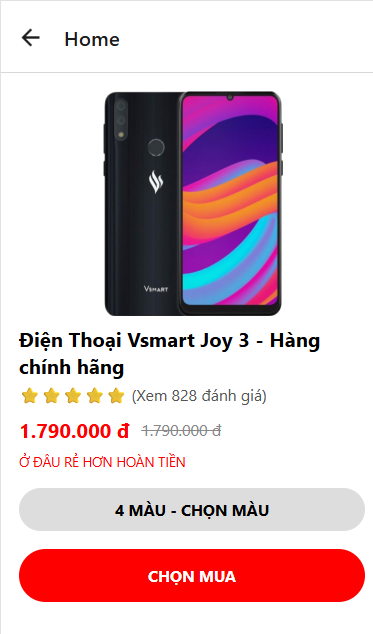 Home
Vsmart
Điện Thoại Vsmart Joy 3 - Hàng
chính hãng
(Xem 828 đánh giá)
1.790.000 đ 1.790.000 đ
Ở ĐÂU RẺ HƠN HOÀN TIỀN
4 MÀU - CHỌN MÀU
CHỌN MUA